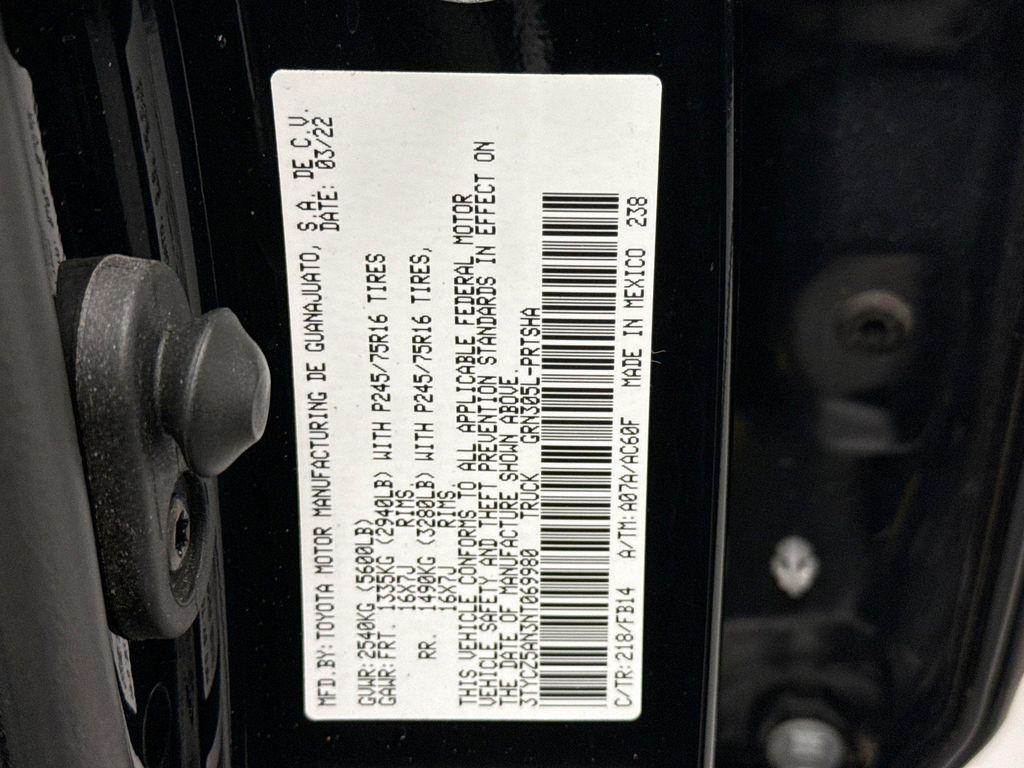 MFD.BY:TOYOTA MOTOR MANUFACTURING DE GUANAJUATO, S.A. DE C.V.
DATE: 03/22
GVWR:2540KG (5600LB)
GAWR:FRT. 1335KG (2940LB) WITH P245/75R16 TIRES
16X7J RIMS
RR. 1490KG (3280LB) WITH P245/75R16 TIRES,
16X7J RIMS
THIS VEHICLE CONFORMS TO ALL APPLICABLE FEDERAL MOTOR
VEHICLE SAFETY AND THEFT PREVENTION STANDARDS IN EFFECT ON
THE DATE OF MANUFACTURE SHOWN ABOVE.
3TYCZ5AN3NT069980 TRUCK GRN305L-PRTSHA
C/TR:218/FB14 A/TM:A07A/AC60F MADE IN MEXICO 238